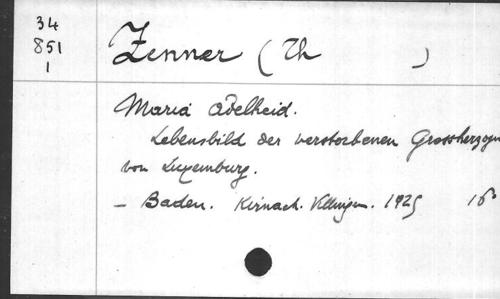 34
851
1
Zenner (Th )
Maria Adelheid.
Lebensbild der verstorbenen Grossherzogin
von Luxemburg.
– Baden. Kirnach. Villingen. 1925 16°